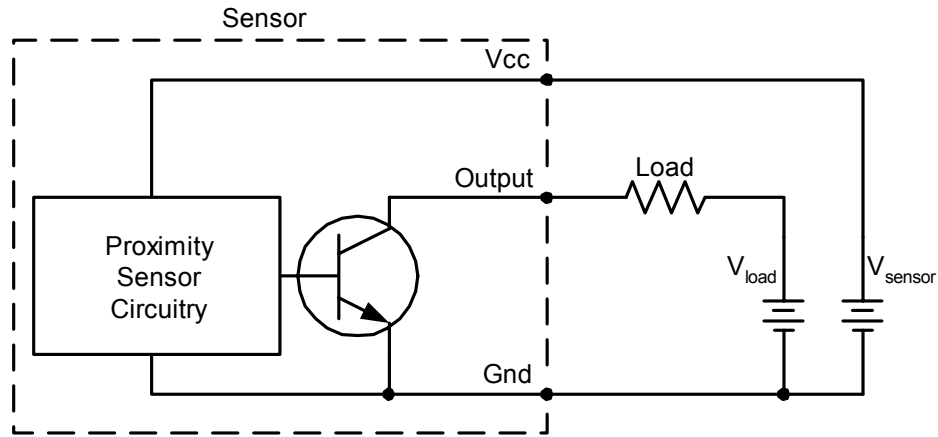 Sensor
Vcc
Output
Load
Proximity
Sensor
Circuitry
Vload
Vsensor
Gnd